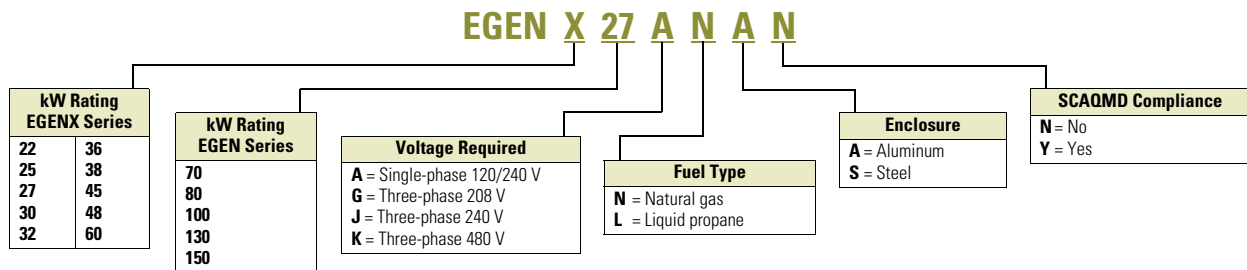 EGEN X 27 A N A N
kW Rating
EGENX Series
22 36
25 38
27 45
30 48
32 60
kW Rating
EGEN Series
70
80
100
130
150
Voltage Required
A = Single-phase 120/240 V
G = Three-phase 208 V
J = Three-phase 240 V
K = Three-phase 480 V
Fuel Type
N = Natural gas
L = Liquid propane
Enclosure
A = Aluminum
S = Steel
SCAQMD Compliance
N = No
Y = Yes